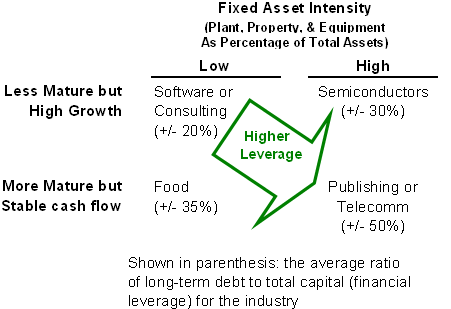 Fixed Asset Intensity
(Plant, Property, & Equipment
As Percentage of Total Assets)
Low High
Less Mature but
High Growth
Software or
Consulting
(+/- 20%)
Semiconductors
(+/- 30%)
Higher
Leverage
More Mature but
Stable cash flow
Food
(+/- 35%)
Publishing or
Telecomm
(+/- 50%)
Shown in parenthesis: the average ratio
of long-term debt to total capital (financial
leverage) for the industry